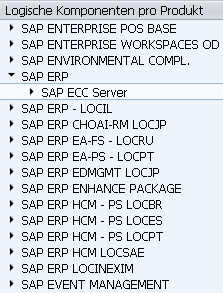 Logische Komponenten pro Produkt
SAP ENTERPRISE POS BASE
SAP ENTERPRISE WORKSPACES OD
SAP ENVIRONMENTAL COMPL.
SAP ERP
SAP ECC Server
SAP ERP - LOCIL
SAP ERP CHOAI-RM LOCJP
SAP ERP EA-FS - LOCRU
SAP ERP EA-PS - LOCPT
SAP ERP EDMGMT LOCJP
SAP ERP ENHANCE PACKAGE
SAP ERP HCM - PS LOCBR
SAP ERP HCM - PS LOCES
SAP ERP HCM - PS LOCPT
SAP ERP HCM LOCSAE
SAP ERP LOCINEXIM
SAP EVENT MANAGEMENT